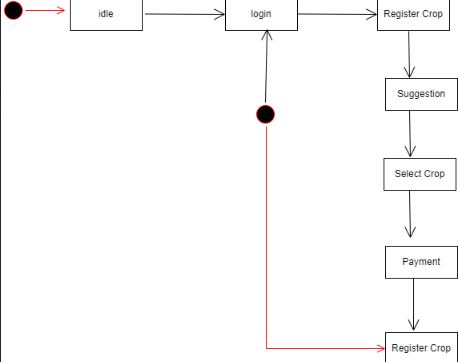 idle
login
Register Crop
Suggestion
Select Crop
Payment
Register Crop